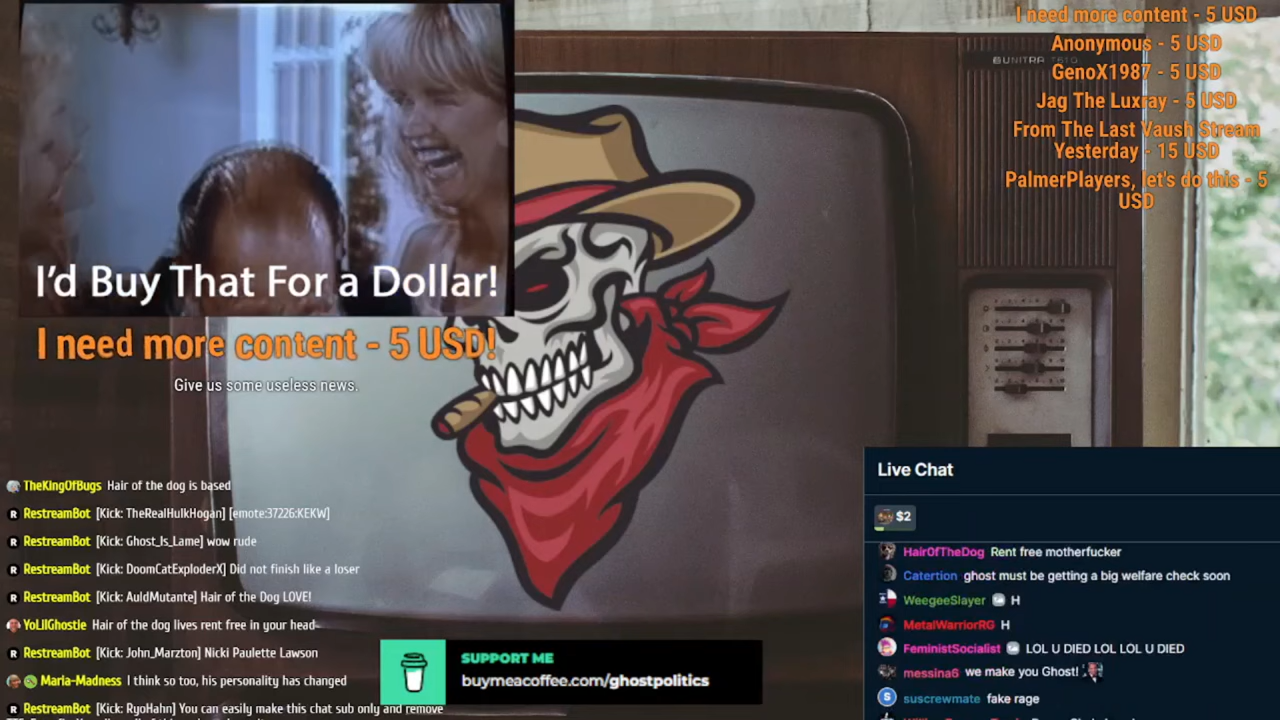 I need more content - 5 USD
Anonymous - 5 USD
GenoX1987 - 5 USD
Jag The Luxray - 5 USD
From The Last Vaush Stream
Yesterday - 15 USD
PalmerPlayers, let's do this - 5
USD
UNITRA
I'd Buy That For a Dollar!
I need more content - 5 USD!
Give us some useless news.
TheKingOfBugs Hair of the dog is based
R RestreamBot [Kick: TheRealHulkHogan] [emote:37226:KEKW]
R RestreamBot [Kick: Ghost_Is_Lame] wow rude
R RestreamBot [Kick: DoomCatExploderX] Did not finish like a loser
R RestreamBot [Kick: AuldMutante] Hair of the Dog LOVE!
YoLilGhostie Hair of the dog lives rent free in your head
R RestreamBot [Kick: John_Marztn] Nicki Paulette Lawson
Marla-Madness I think so too, his personality has changed
R RestreamBot [Kick: RyoHahn] You can easily make this chat sub only and remove
SUPPORT ME
buymeacoffee.com/ghostpolitics
Live Chat
$2
HairOfTheDog Rent free motherfucker
Catertion ghost must be getting a big welfare check soon
WeegeeSlayer H
MetalWarriorRG H
FeministSocialist LOL U DIED LOL LOL U DIED
messina6 we make you Ghost!
S suscrewmate fake rage